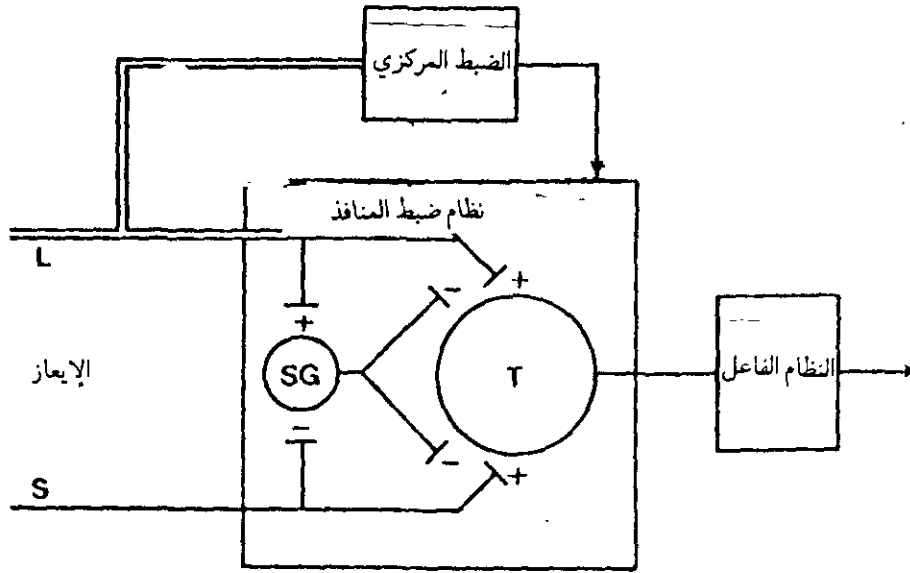 الضبط المركزي
نظام ضبط المنافذ
L
+
-
+
SG
T
النظام الفاعل
الإيعاز
-
-
+
S